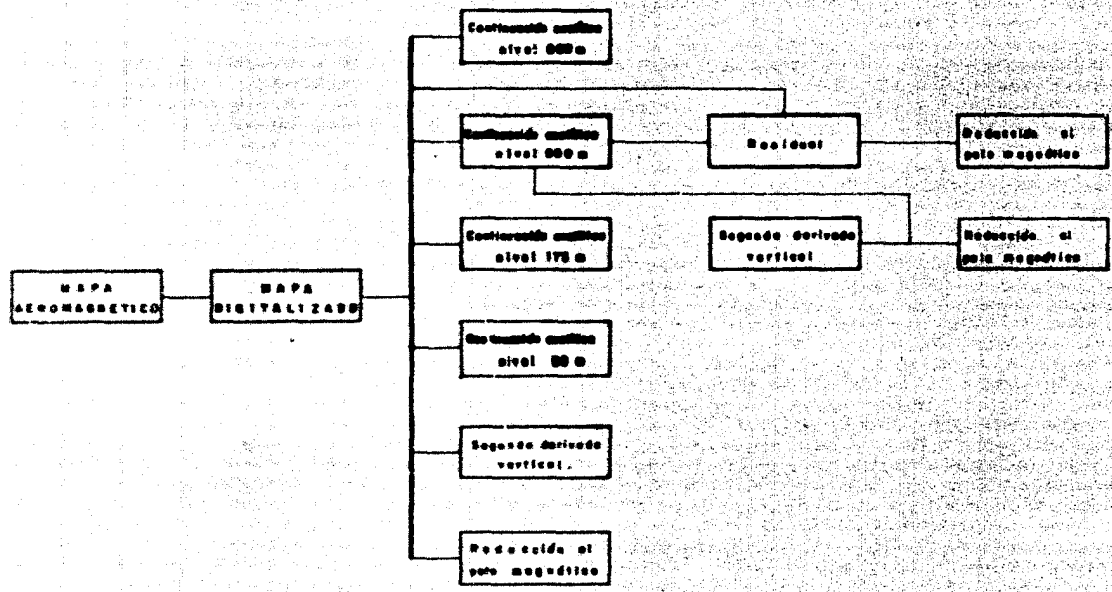 Continuación analítica
nivel
Continuación analítica
nivel
Residual
Reducción al
polo magnético
Continuación analítica
nivel 175 m
Segunda derivada
vertical
Reducción al
polo magnético
MAPA
AEROMAGNETICO
MAPA
DIGITALIZADO
Continuación analítica
nivel
Segunda derivada
vertical.
Reducción al
polo magnético